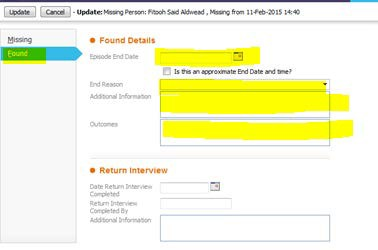 Update Cancel - Update: Missing Person: Fitooh Said Aldwead , Missing from 11-Feb-2015 14:40
Missing
Found
Found Details
Episode End Date
Is this an approximate End Date and time?
End Reason
Additional Information
Outcomes
Return Interview
Date Return Interview
Completed
Return Interview
Completed By
Additional Information